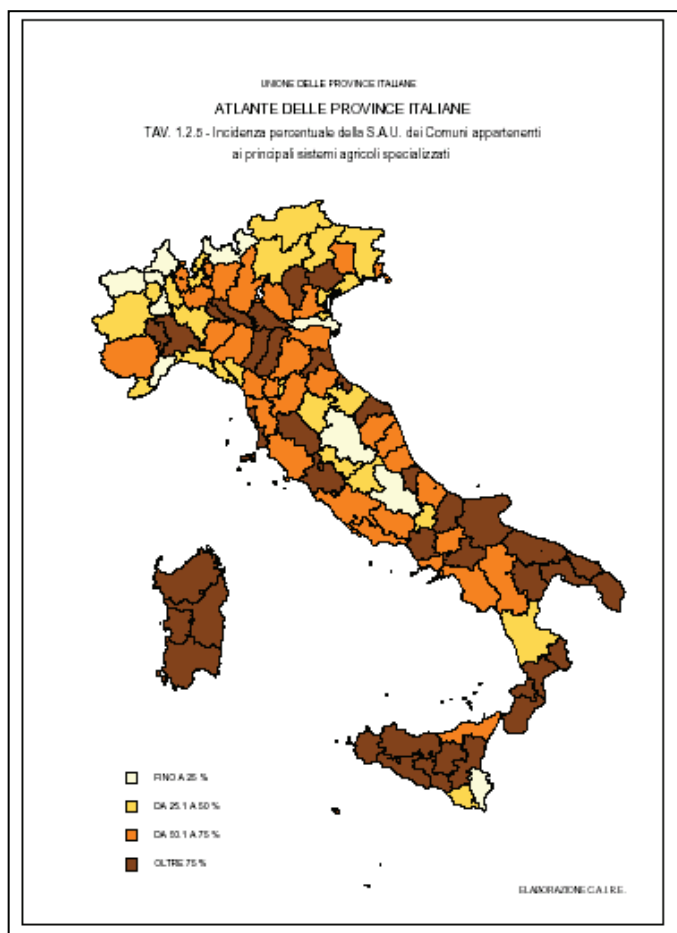 UNIONE DELLE PROVINCE ITALIANE
ATLANTE DELLE PROVINCE ITALIANE
TAV. 1.2.5 - Incidenza percentuale della S.A.U. dei Comuni appartenenti
ai principali sistemi agricoli specializzati
FINO A 25 %
DA 25.1 A 50 %
DA 50.1 A 75 %
OLTRE 75 %
ELABORAZIONE C.A.I.R.E.